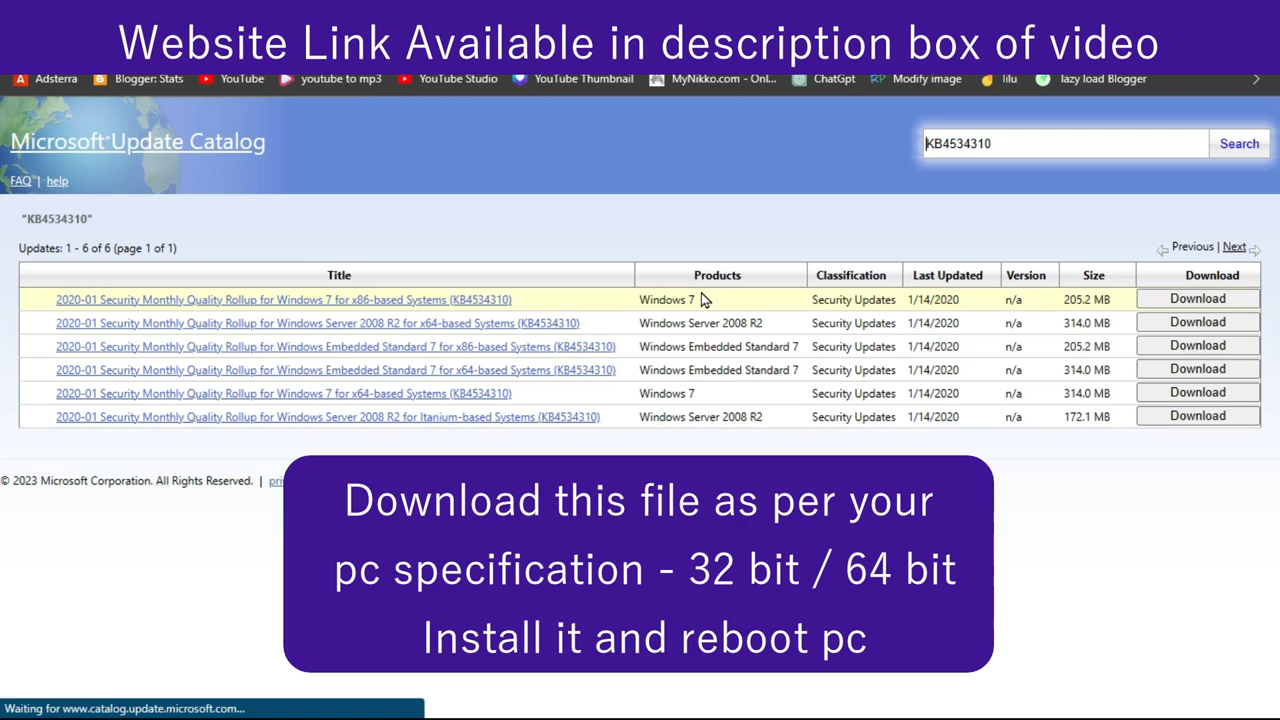 Website Link Available in description box of video
Adsterra Blogger: Stats YouTube youtube to mp3 YouTube Studio YouTube Thumbnail MyNikko.com - Onl... ChatGpt Modify image lilu lazy load Blogger
Microsoft Update Catalog
KB4534310 Search
FAQ | help
"KB4534310"
Updates: 1 - 6 of 6 (page 1 of 1) Previous | Next
Title Products Classification Last Updated Version Size Download
2020-01 Security Monthly Quality Rollup for Windows 7 for x86-based Systems (KB4534310) Windows 7 Security Updates 1/14/2020 n/a 205.2 MB Download
2020-01 Security Monthly Quality Rollup for Windows Server 2008 R2 for x64-based Systems (KB4534310) Windows Server 2008 R2 Security Updates 1/14/2020 n/a 314.0 MB Download
2020-01 Security Monthly Quality Rollup for Windows Embedded Standard 7 for x86-based Systems (KB4534310) Windows Embedded Standard 7 Security Updates 1/14/2020 n/a 205.2 MB Download
2020-01 Security Monthly Quality Rollup for Windows Embedded Standard 7 for x64-based Systems (KB4534310) Windows Embedded Standard 7 Security Updates 1/14/2020 n/a 314.0 MB Download
2020-01 Security Monthly Quality Rollup for Windows 7 for x64-based Systems (KB4534310) Windows 7 Security Updates 1/14/2020 n/a 314.0 MB Download
2020-01 Security Monthly Quality Rollup for Windows Server 2008 R2 for Itanium-based Systems (KB4534310) Windows Server 2008 R2 Security Updates 1/14/2020 n/a 172.1 MB Download
© 2023 Microsoft Corporation. All Rights Reserved. | pri
Download this file as per your
pc specification - 32 bit / 64 bit
Install it and reboot pc
Waiting for www.catalog.update.microsoft.com...